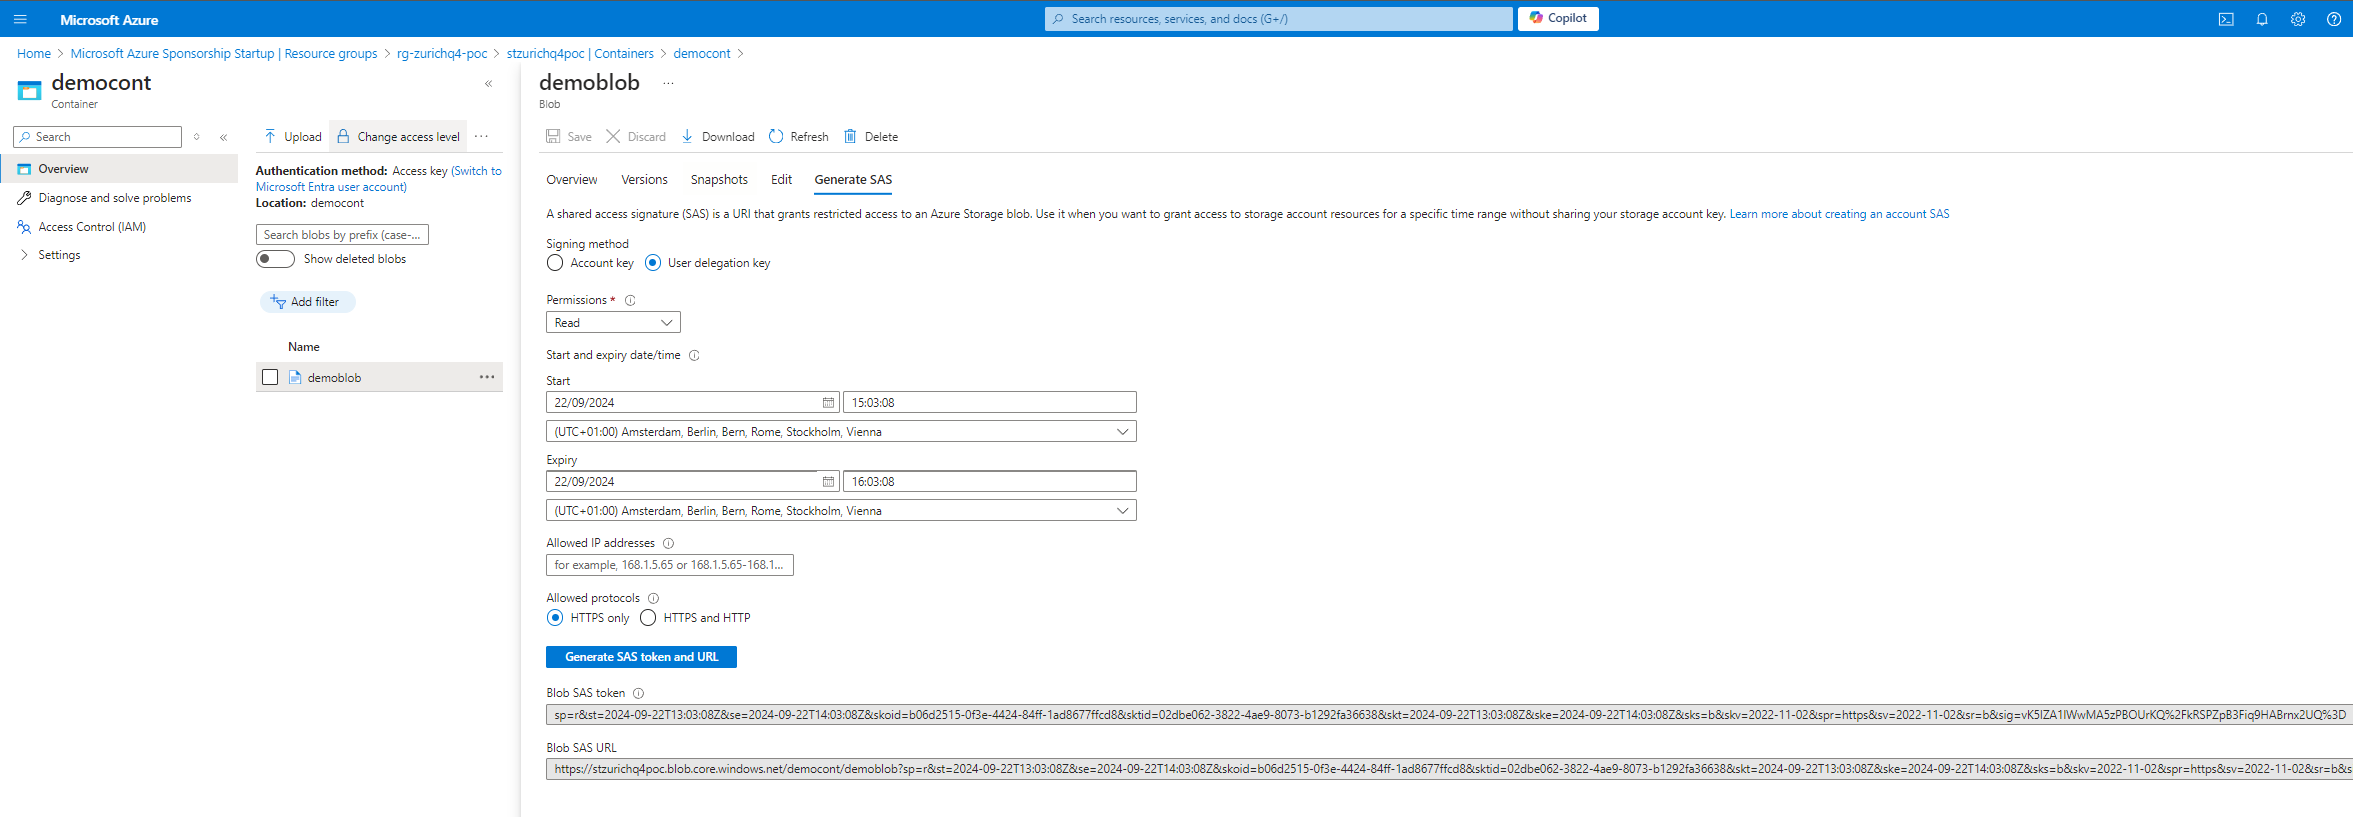 Microsoft Azure
Search resources, services, and docs (G+/)
Copilot
Home > Microsoft Azure Sponsorship Startup | Resource groups > rg-zurichq4-poc > stzurichq4poc | Containers > democont >
democont
Container
Search
Overview
Diagnose and solve problems
Access Control (IAM)
Settings
Upload
Change access level
Authentication method: Access key (Switch to
Microsoft Entra user account)
Location: democont
Search blobs by prefix (case-...
Show deleted blobs
Add filter
Name
demoblob
demoblob
Blob
Save Discard Download Refresh Delete
Overview Versions Snapshots Edit Generate SAS
A shared access signature (SAS) is a URI that grants restricted access to an Azure Storage blob. Use it when you want to grant access to storage account resources for a specific time range without sharing your storage account key. Learn more about creating an account SAS
Signing method
Account key User delegation key
Permissions *
Read
Start and expiry date/time
Start
22/09/2024 15:03:08
(UTC+01:00) Amsterdam, Berlin, Bern, Rome, Stockholm, Vienna
Expiry
22/09/2024 16:03:08
(UTC+01:00) Amsterdam, Berlin, Bern, Rome, Stockholm, Vienna
Allowed IP addresses
for example, 168.1.5.65 or 168.1.5.65-168.1...
Allowed protocols
HTTPS only HTTPS and HTTP
Generate SAS token and URL
Blob SAS token
sp=r&st=2024-09-22T13:03:08Z&se=2024-09-22T14:03:08Z&skoid=b06d2515-0f3e-4424-84ff-1ad8677ffcd8&sktid=02dbe062-3822-4ae9-8073-b1292fa36638&skt=2024-09-22T13:03:08Z&ske=2024-09-22T14:03:08Z&sks=b&skv=2022-11-02&spr=https&sv=2022-11-02&sr=b&sig=vK5IZA1IWwMA5zPBOUrKQ%2FkRSPZpB3Fiq9HABrnx2UQ%3D
Blob SAS URL
https://stzurichq4poc.blob.core.windows.net/democont/demoblob?sp=r&st=2024-09-22T13:03:08Z&se=2024-09-22T14:03:08Z&skoid=b06d2515-0f3e-4424-84ff-1ad8677ffcd8&sktid=02dbe062-3822-4ae9-8073-b1292fa36638&skt=2024-09-22T13:03:08Z&ske=2024-09-22T14:03:08Z&sks=b&skv=2022-11-02&spr=https&sv=2022-11-02&sr=b&s